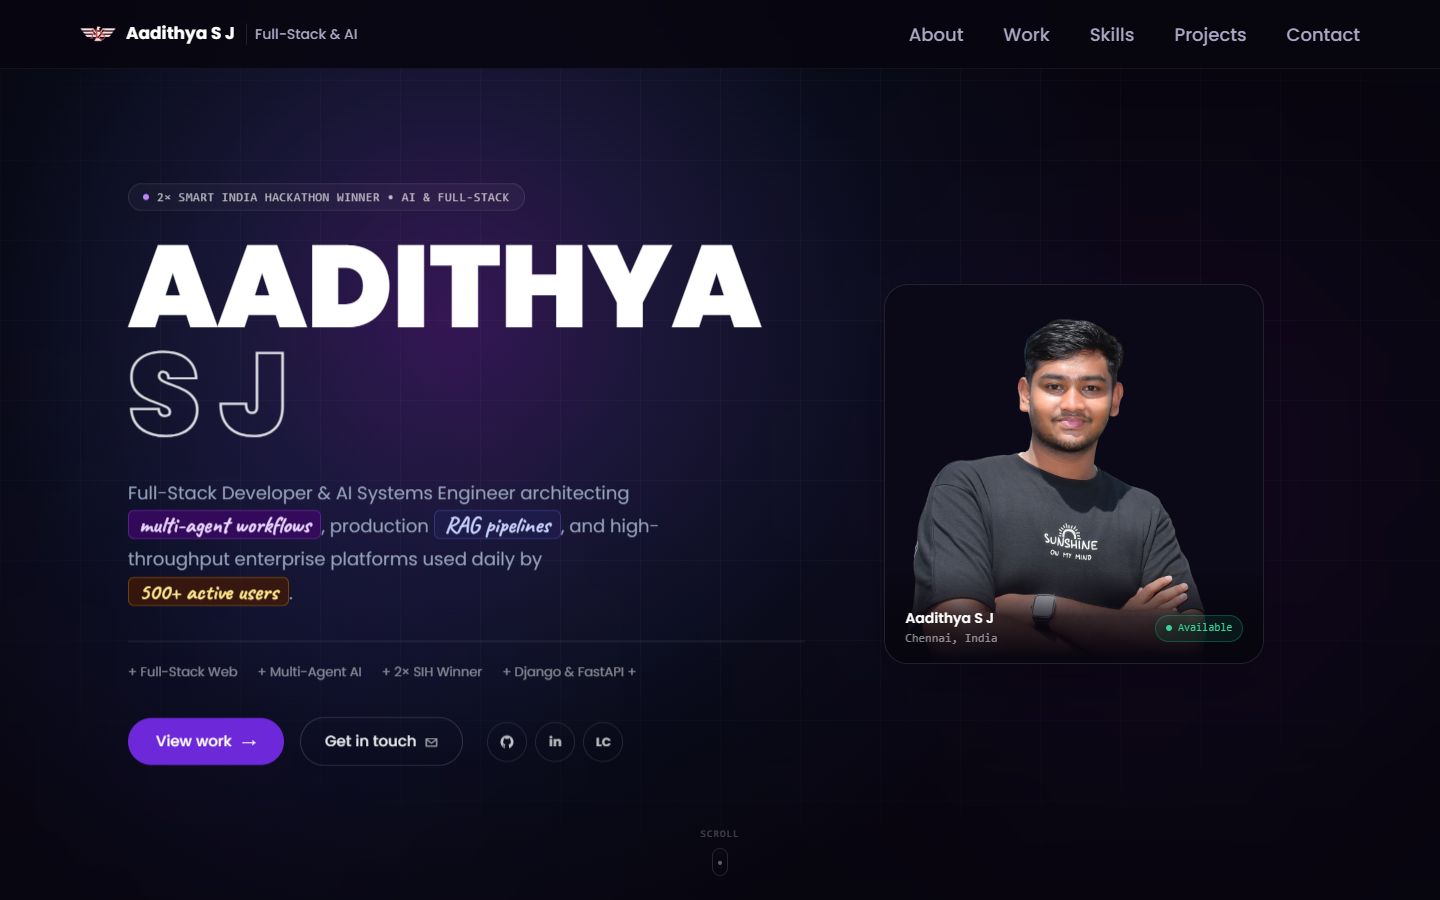 Aadithya S J
Full-Stack & AI
About
Work
Skills
Projects
Contact
2× SMART INDIA HACKATHON WINNER • AI & FULL-STACK
AADITHYA
S J
Full-Stack Developer & AI Systems Engineer architecting
multi-agent workflows, production RAG pipelines, and high-
throughput enterprise platforms used daily by
500+ active users.
+ Full-Stack Web + Multi-Agent AI + 2× SIH Winner + Django & FastAPI +
View work →
Get in touch
in
LC
SUNSHINE
ON MY MIND
Aadithya S J
Chennai, India
Available
SCROLL